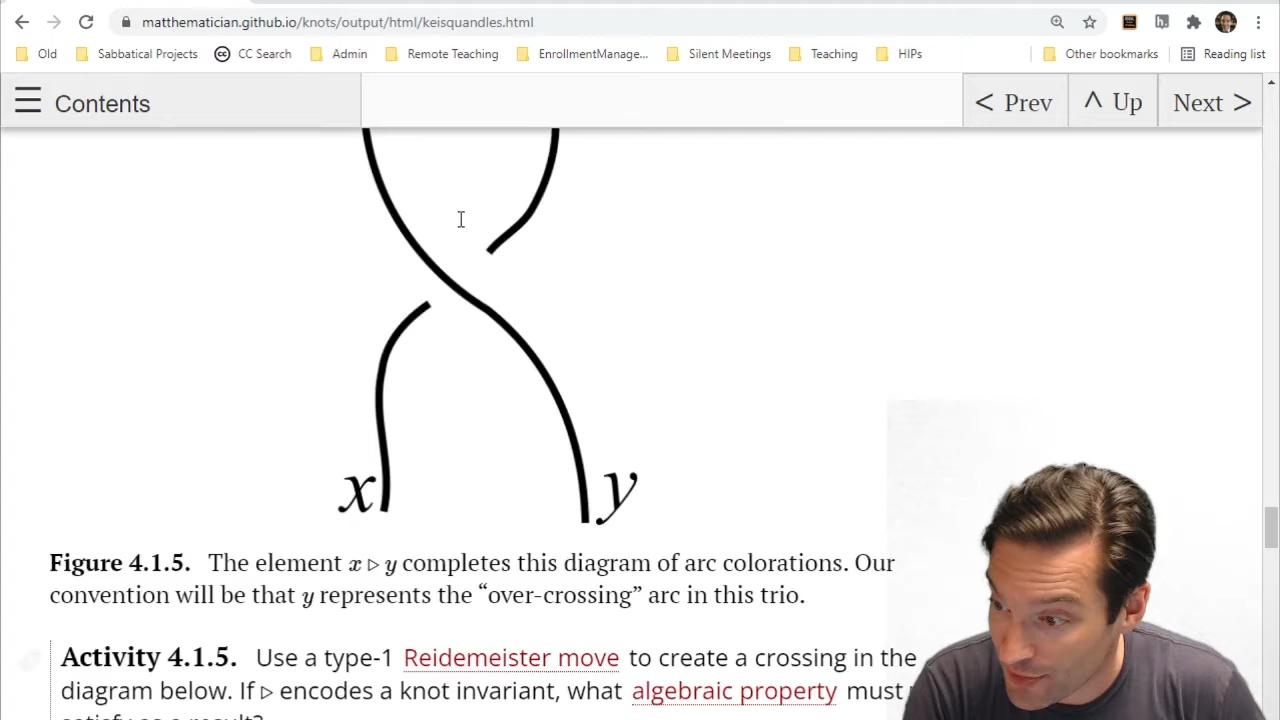 matthematician.github.io/knots/output/html/keisquandles.html
Old Sabbatical Projects CC Search Admin Remote Teaching EnrollmentManage... Silent Meetings Teaching HIPs Other bookmarks Reading list
Contents < Prev ^ Up Next >
x y
Figure 4.1.5. The element x ▹ y completes this diagram of arc colorations. Our
convention will be that y represents the “over-crossing” arc in this trio.
Activity 4.1.5. Use a type-1 Reidemeister move to create a crossing in the
diagram below. If ▹ encodes a knot invariant, what algebraic property must
satisfy as a result?